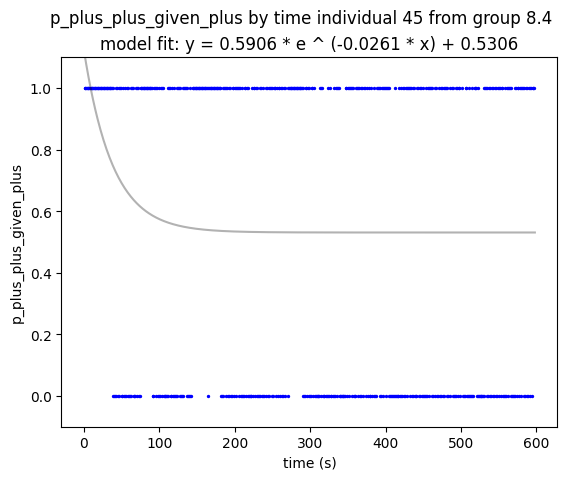 p_plus_plus_given_plus by time individual 45 from group 8.4
model fit: y = 0.5906 * e ^ (-0.0261 * x) + 0.5306
1.0
0.8
0.6
0.4
0.2
0.0
p_plus_plus_given_plus
0 100 200 300 400 500 600
time (s)